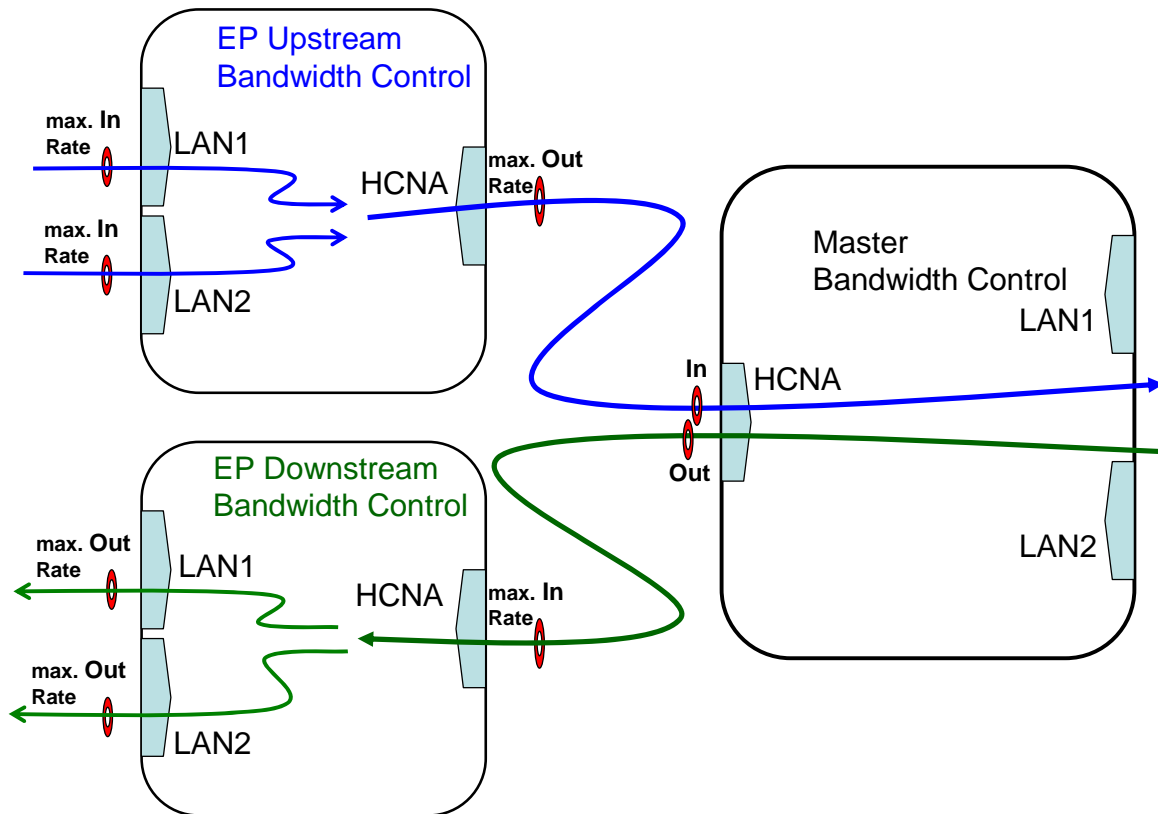 EP Upstream
Bandwidth Control
max. In
Rate
LAN1
max. In
Rate
LAN2
HCNA
max. Out
Rate
Master
Bandwidth Control
LAN1
In
HCNA
Out
LAN2
EP Downstream
Bandwidth Control
max. Out
Rate
LAN1
max. Out
Rate
LAN2
HCNA
max. In
Rate